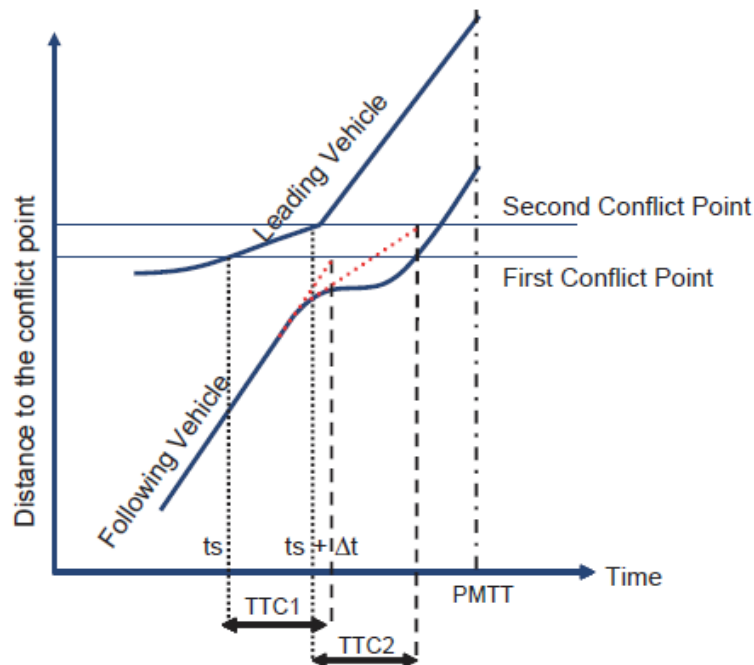 Distance to the conflict point
Leading Vehicle
Second Conflict Point
First Conflict Point
Following Vehicle
ts
ts + Δt
Time
PMTT
TTC1
TTC2